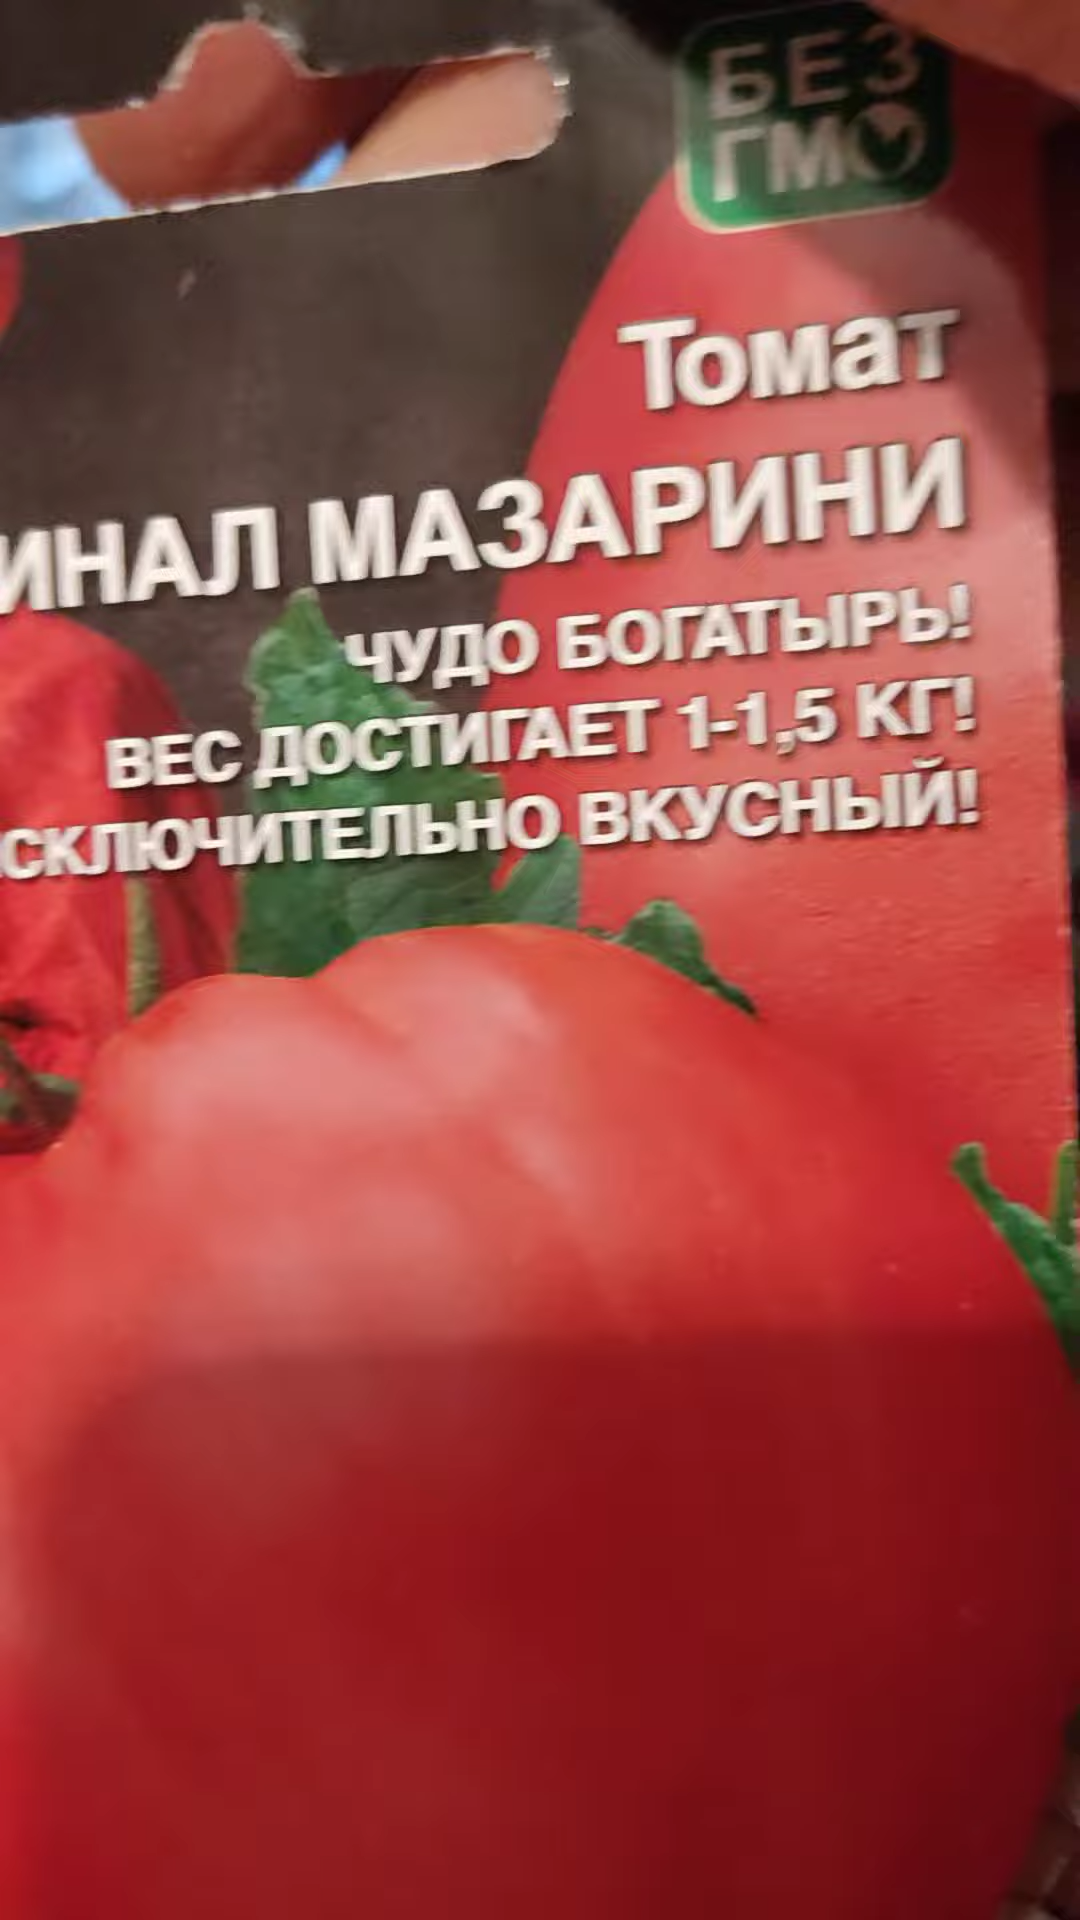 БЕЗ
ГМО
Томат
ИНАЛ МАЗАРИНИ
ЧУДО БОГАТЫРЬ!
ВЕС ДОСТИГАЕТ 1-1,5 КГ!
СКЛЮЧИТЕЛЬНО ВКУСНЫЙ!